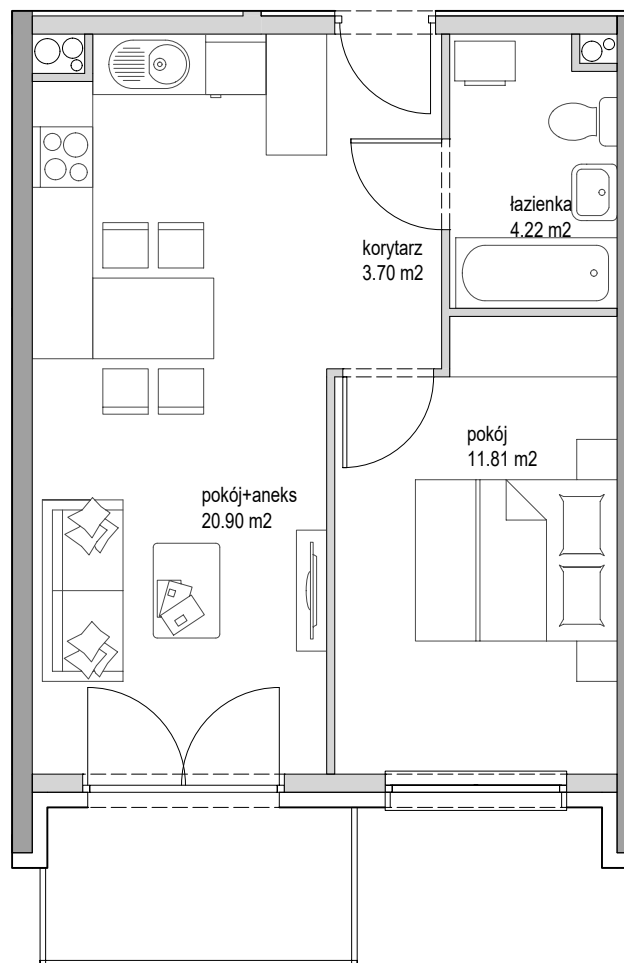 łazienka
4.22 m2
korytarz
3.70 m2
pokój
11.81 m2
pokój+aneks
20.90 m2